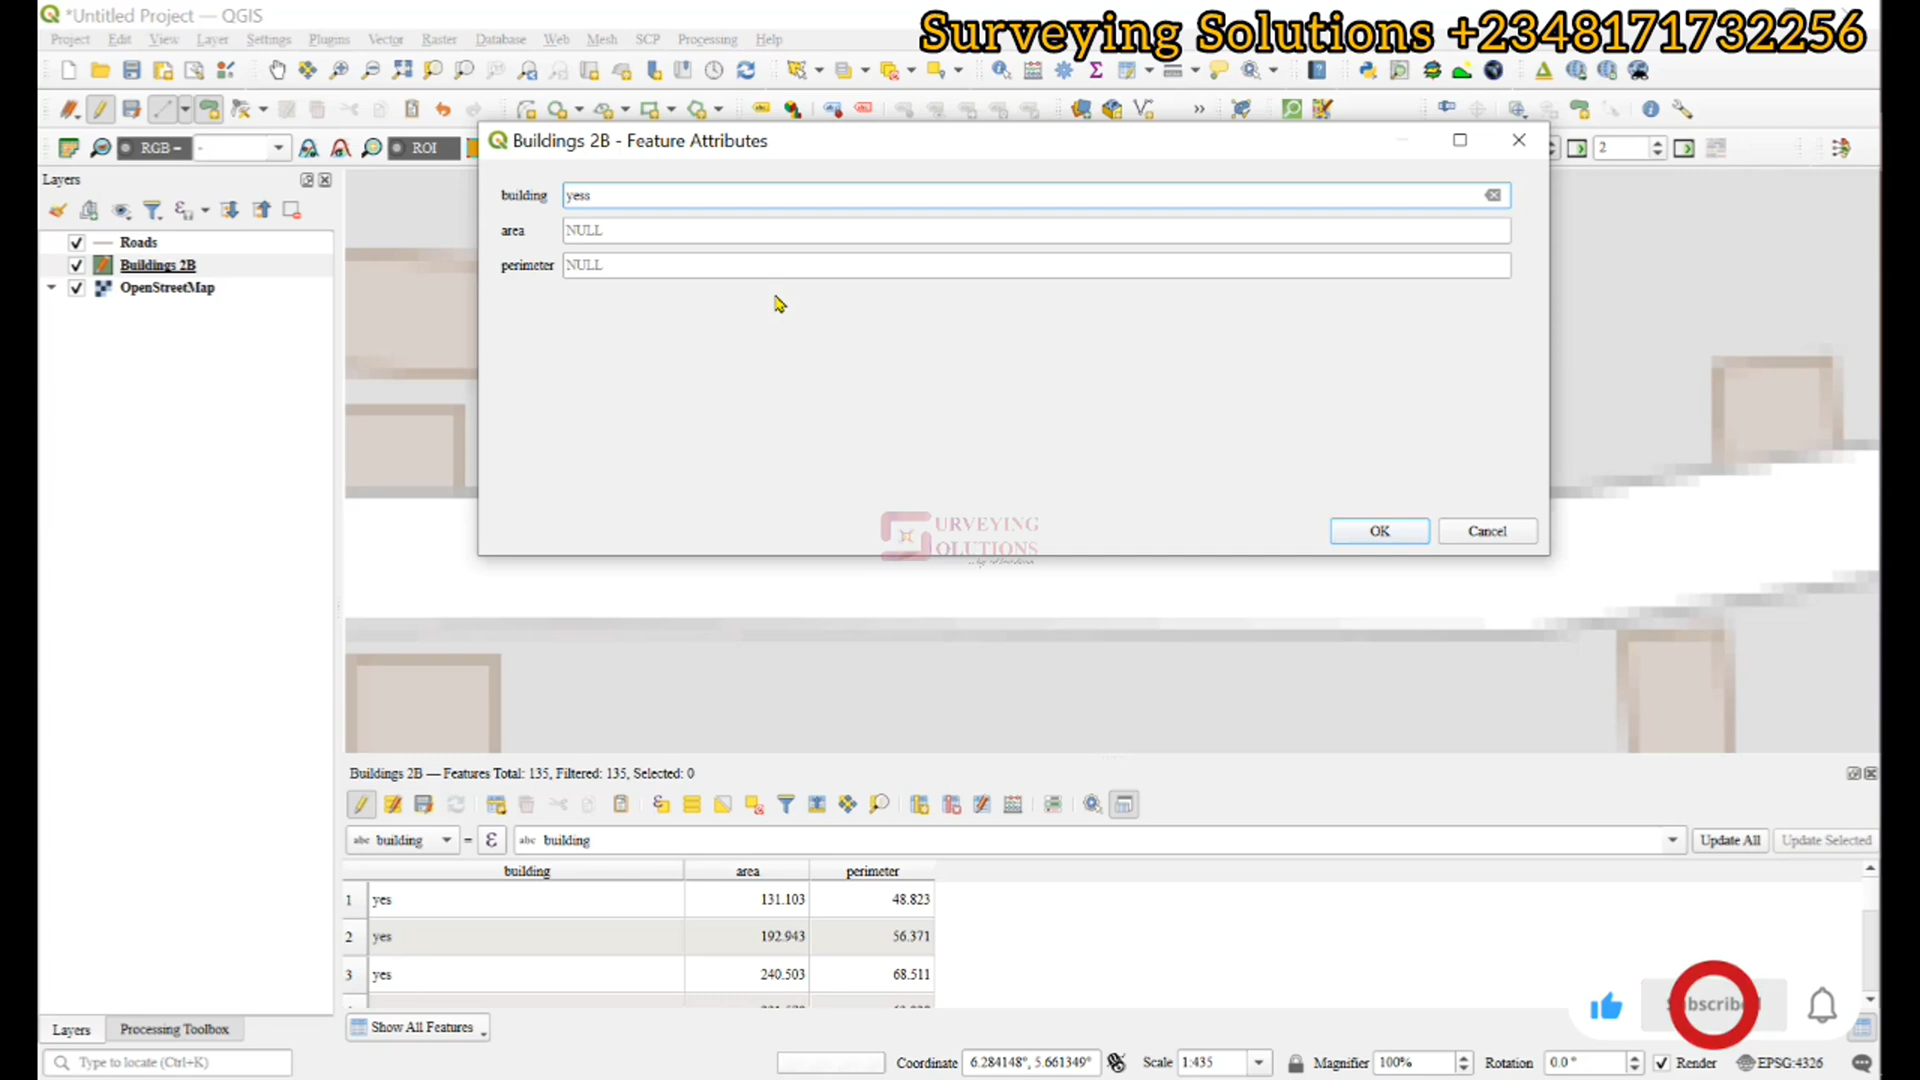 *Untitled Project — QGIS
Surveying Solutions +2348171732256
Project Edit View Layer Settings Plugins Vector Raster Database Web Mesh SCP Processing Help
RGB =
-
ROI
2
Buildings 2B - Feature Attributes
building yess
area NULL
perimeter NULL
OK
Cancel
Layers
Roads
Buildings 2B
OpenStreetMap
URVEYING
OLUTIONS
Buildings 2B — Features Total: 135, Filtered: 135, Selected: 0
abc building = ε abc building
Update All
Update Selected
building area perimeter
1 yes 131.103 48.823
2 yes 192.943 56.371
3 yes 240.503 68.511
Show All Features
Layers
Processing Toolbox
Type to locate (Ctrl+K)
Coordinate 6.284148°, 5.661349°
Scale 1:435
Magnifier 100%
Rotation 0.0 °
Render
EPSG:4326